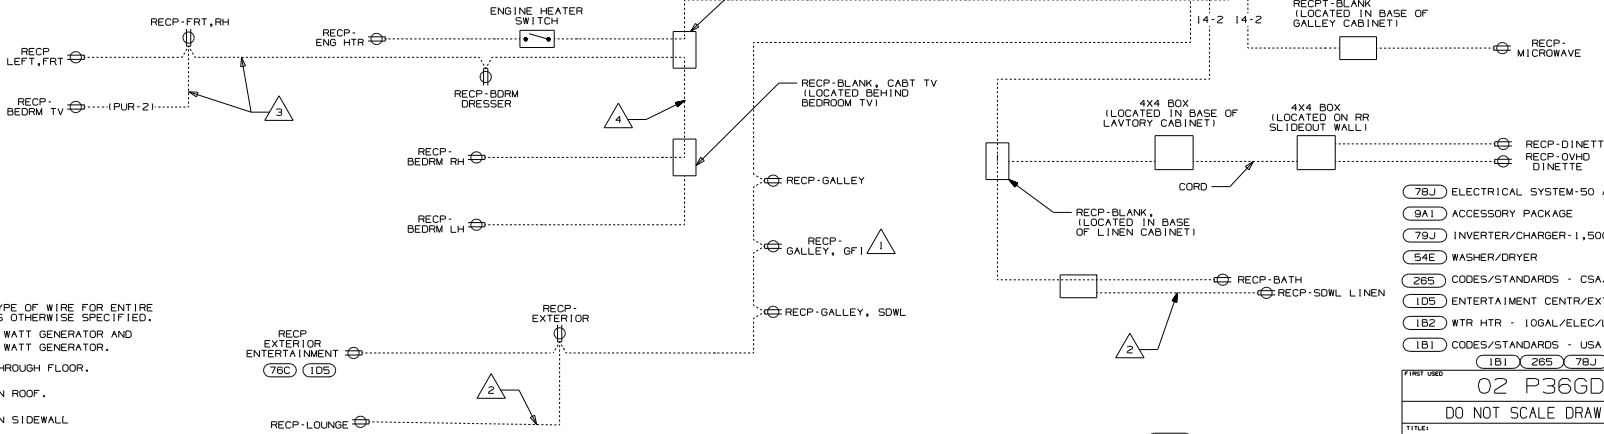 RECP-FRT,RH
ENGINE HEATER
SWITCH
RECP-
ENG HTR
RECP
LEFT,FRT
RECP-
BEDRM TV
(PUR-2)
3
RECP-BDRM
DRESSER
4
RECP-BLANK, CABT TV
(LOCATED BEHIND
BEDROOM TV)
RECP-
BEDRM RH
RECP-
BEDRM LH
14-2 14-2
RECPT-BLANK
(LOCATED IN BASE OF
GALLEY CABINET)
RECP-
MICROWAVE
4X4 BOX
(LOCATED IN BASE OF
LAVTORY CABINET)
4X4 BOX
(LOCATED ON RR
SLIDEOUT WALL)
RECP-DINETT
RECP-OVHD
DINETTE
CORD
RECP-BLANK,
(LOCATED IN BASE
OF LINEN CABINET)
RECP-GALLEY
RECP-
GALLEY, GFI
1
RECP-GALLEY, SDWL
RECP-BATH
RECP-SDWL LINEN
2
RECP-
EXTERIOR
RECP
EXTERIOR
ENTERTAINMENT
76C 1D5
2
RECP-LOUNGE
YPE OF WIRE FOR ENTIRE
S OTHERWISE SPECIFIED.
WATT GENERATOR AND
WATT GENERATOR.
HROUGH FLOOR.
N ROOF.
N SIDEWALL
78J ELECTRICAL SYSTEM-50
9A1 ACCESSORY PACKAGE
79J INVERTER/CHARGER-1,500
54E WASHER/DRYER
265 CODES/STANDARDS - CSA
1D5 ENTERTAIMENT CENTR/EXT
1B2 WTR HTR - 10GAL/ELEC/
1B1 CODES/STANDARDS - USA
1B1 265 78J
FIRST USED
02 P36GD
DO NOT SCALE DRAW
TITLE: